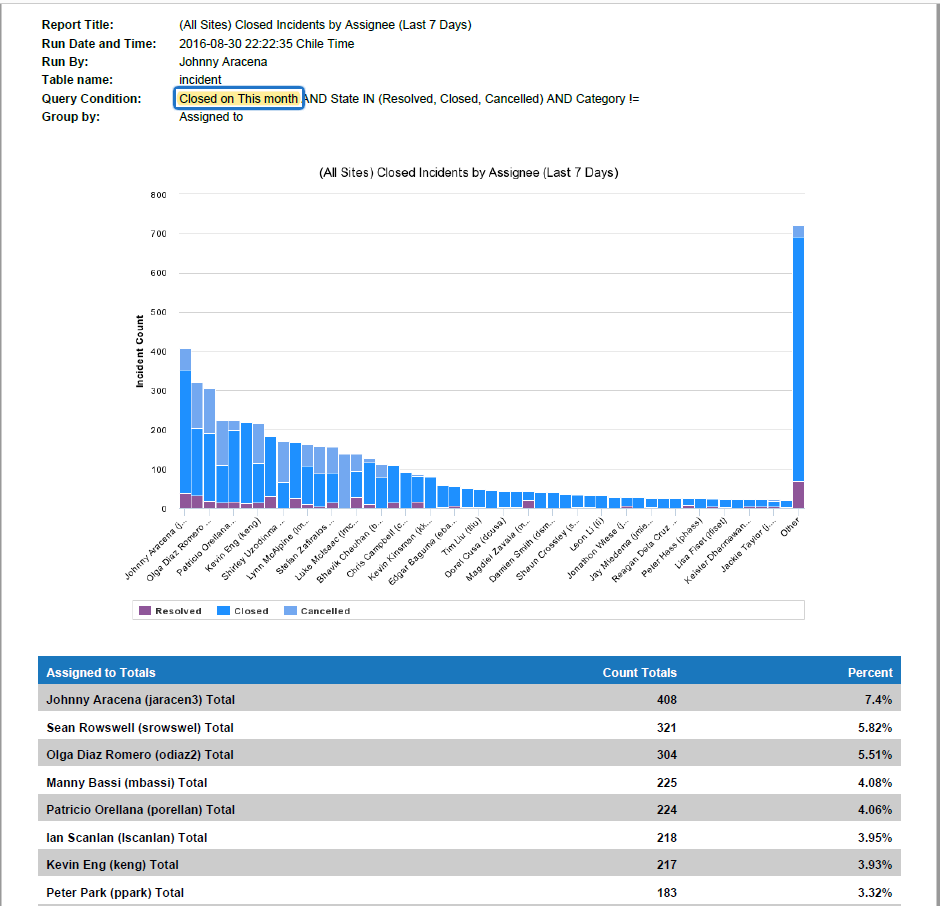 Report Title: (All Sites) Closed Incidents by Assignee (Last 7 Days)
Run Date and Time: 2016-08-30 22:22:35 Chile Time
Run By: Johnny Aracena
Table name: incident
Query Condition: Closed on This month AND State IN (Resolved, Closed, Cancelled) AND Category !=
Group by: Assigned to
(All Sites) Closed Incidents by Assignee (Last 7 Days)
Incident Count
800
700
600
500
400
300
200
100
0
Johnny Aracena (j...
Olga Diaz Romero ...
Patricio Orellana...
Kevin Eng (keng)
Shirley Uzodinma ...
Lynn McAlpine (lm...
Stefan Zafiratos ...
Luke McIsaac (lmc...
Bhavik Chauhan (b...
Chris Campbell (c...
Kevin Kinsman (kk...
Edgar Baguma (eba...
Tim Liu (tliu)
Doret Cusa (dcusa)
Magdiel Zavala (m...
Damien Smith (dsm...
Shaun Crossley (s...
Leon Li (lli)
Jonathon Wiese (j...
Jay Miedema (jmie...
Reagan Dela Cruz ...
Peter Hass (phass)
Lisa Fiset (lfiset)
Keisler Dharmawan...
Jackie Taylor (j...
Other
Resolved Closed Cancelled
Assigned to Totals Count Totals Percent
Johnny Aracena (jaracen3) Total 408 7.4%
Sean Rowswell (srowswel) Total 321 5.82%
Olga Diaz Romero (odiaz2) Total 304 5.51%
Manny Bassi (mbassi) Total 225 4.08%
Patricio Orellana (porellan) Total 224 4.06%
Ian Scanlan (Iscanlan) Total 218 3.95%
Kevin Eng (keng) Total 217 3.93%
Peter Park (ppark) Total 183 3.32%